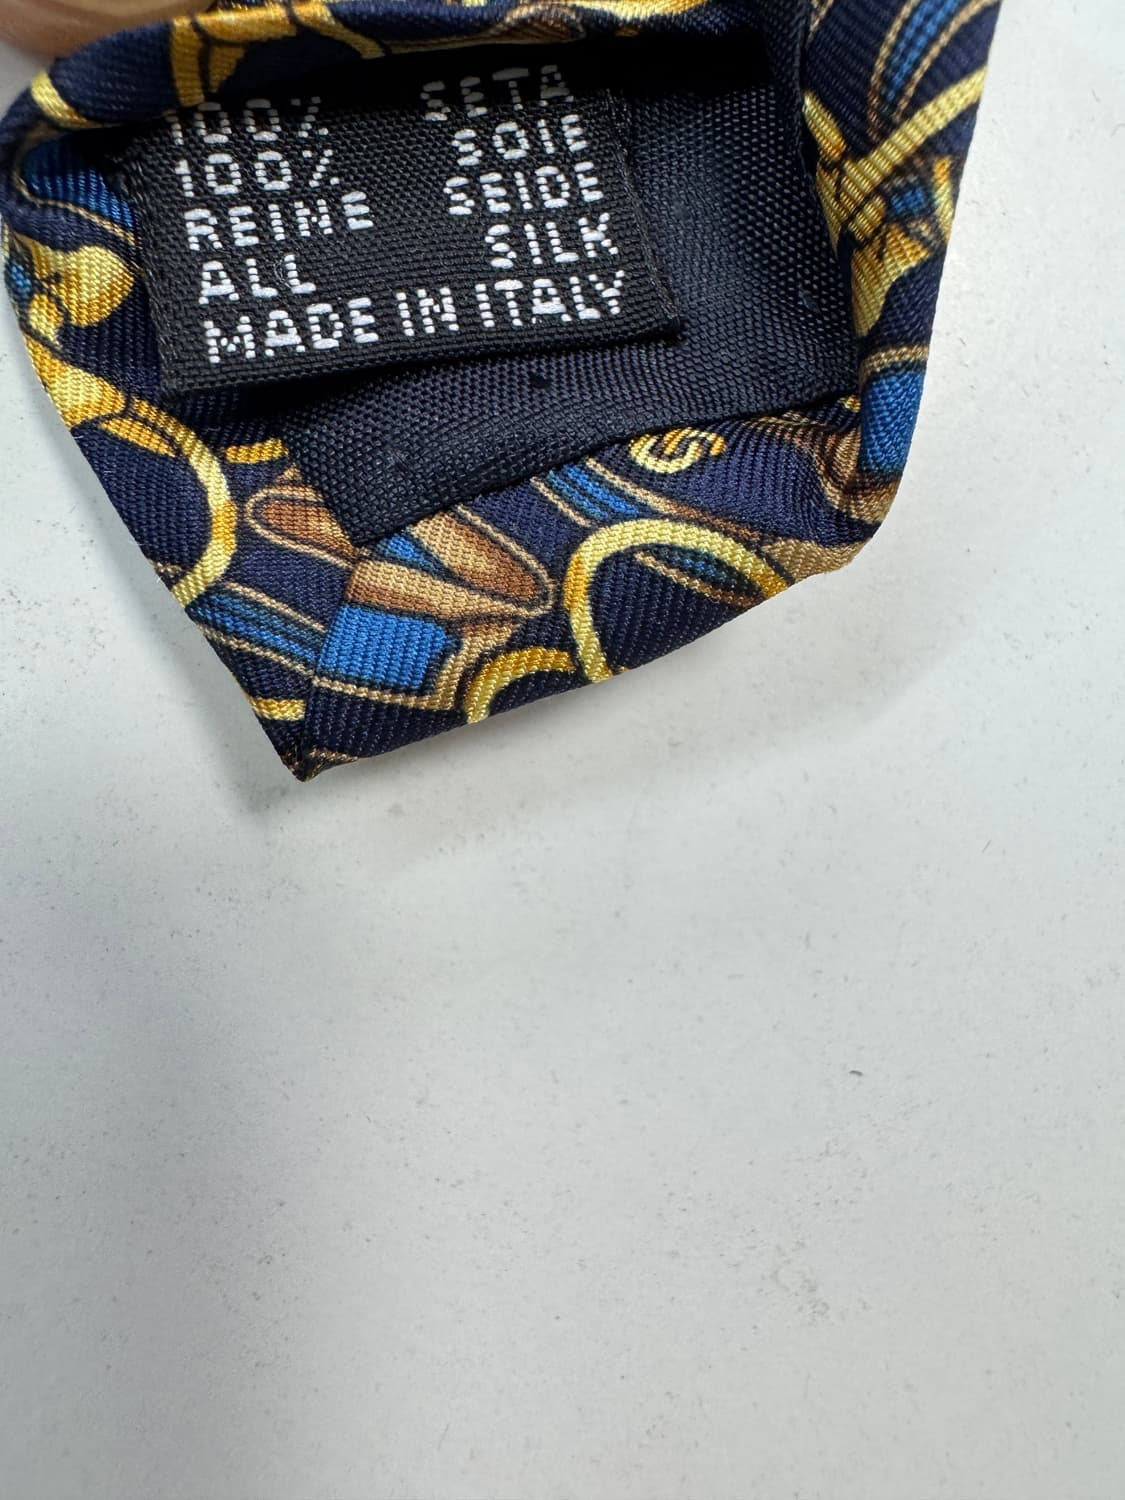 100% SETA
100% SOIE
REINE SEIDE
ALL SILK
MADE IN ITALY